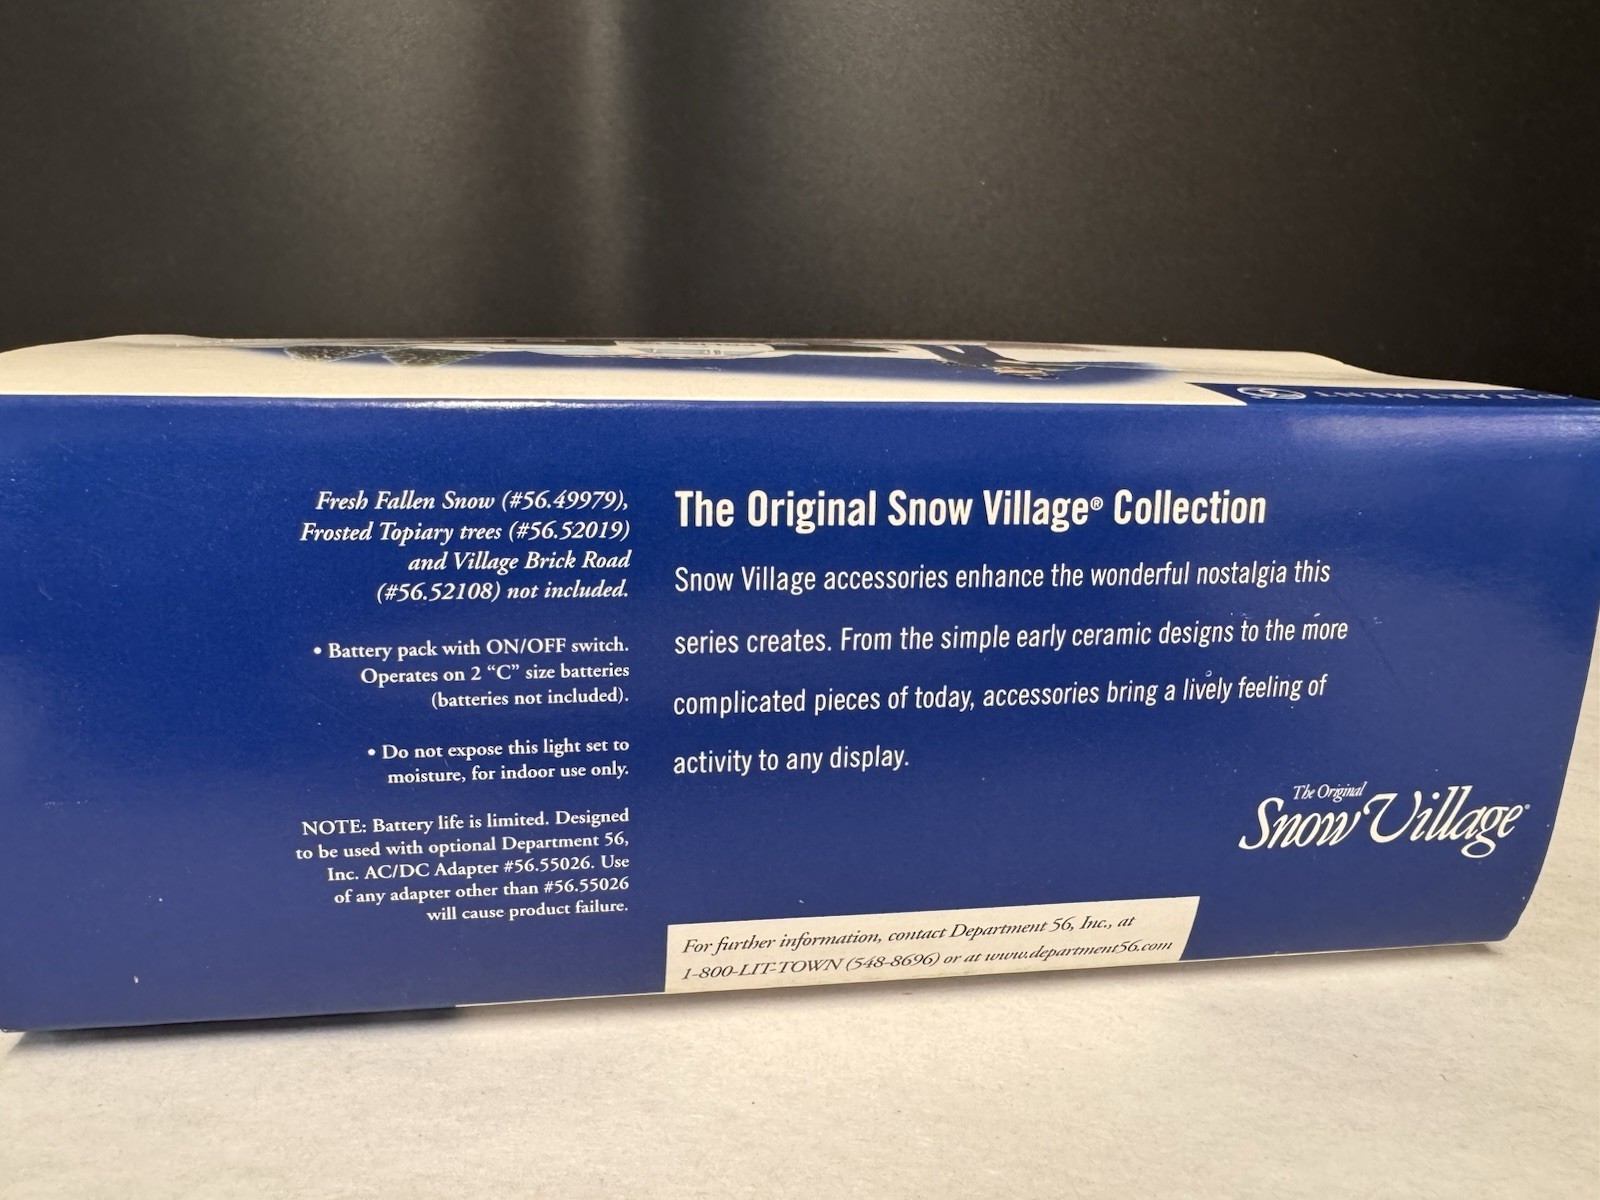 DEPARTMENT
Fresh Fallen Snow (#56.49979),
Frosted Topiary trees (#56.52019)
and Village Brick Road
(#56.52108) not included.
• Battery pack with ON/OFF switch.
Operates on 2 “C” size batteries
(batteries not included).
• Do not expose this light set to
moisture, for indoor use only.
NOTE: Battery life is limited. Designed
to be used with optional Department 56,
Inc. AC/DC Adapter #56.55026. Use
of any adapter other than #56.55026
will cause product failure.
The Original Snow Village® Collection
Snow Village accessories enhance the wonderful nostalgia this
series creates. From the simple early ceramic designs to the more
complicated pieces of today, accessories bring a lively feeling of
activity to any display.
The Original
Snow Village®
For further information, contact Department 56, Inc., at
1-800-LIT-TOWN (548-8696) or at www.department56.com